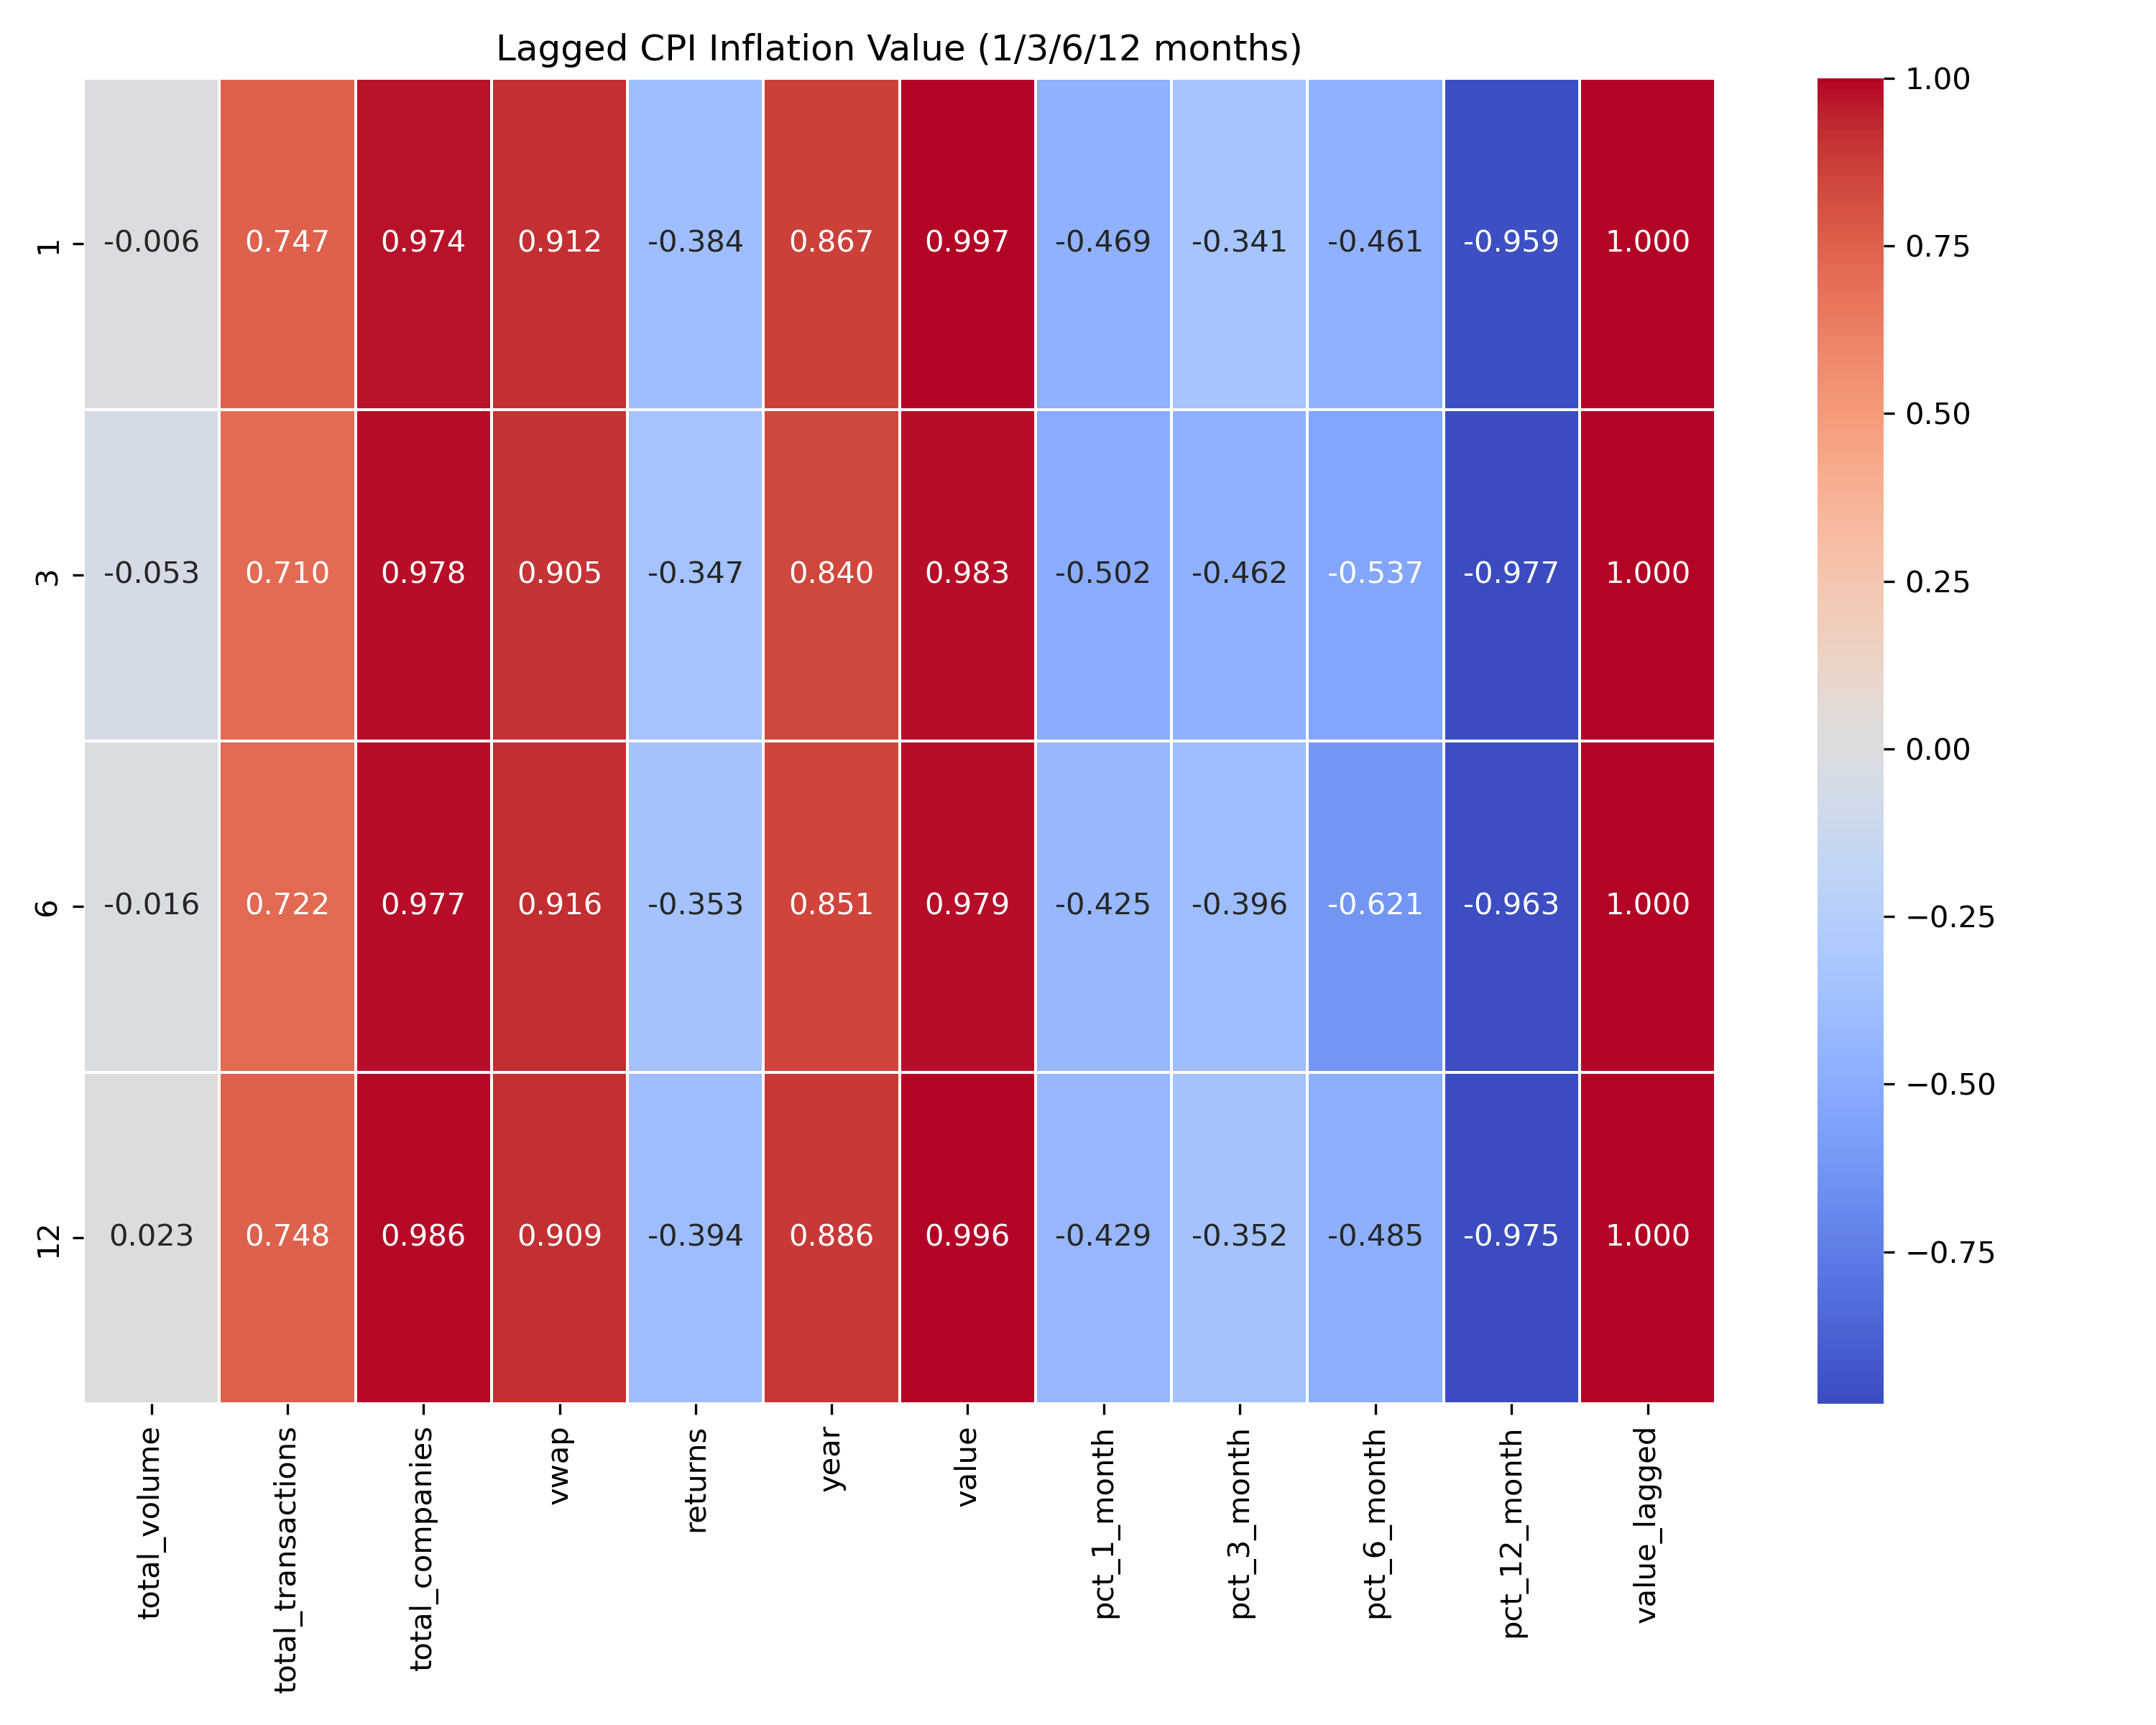 Lagged CPI Inflation Value (1/3/6/12 months)
1 -0.006 0.747 0.974 0.912 -0.384 0.867 0.997 -0.469 -0.341 -0.461 -0.959 1.000
3 -0.053 0.710 0.978 0.905 -0.347 0.840 0.983 -0.502 -0.462 -0.537 -0.977 1.000
6 -0.016 0.722 0.977 0.916 -0.353 0.851 0.979 -0.425 -0.396 -0.621 -0.963 1.000
12 0.023 0.748 0.986 0.909 -0.394 0.886 0.996 -0.429 -0.352 -0.485 -0.975 1.000
total_volume
total_transactions
total_companies
vwap
returns
year
value
pct_1_month
pct_3_month
pct_6_month
pct_12_month
value_lagged
1.00
0.75
0.50
0.25
0.00
−0.25
−0.50
−0.75